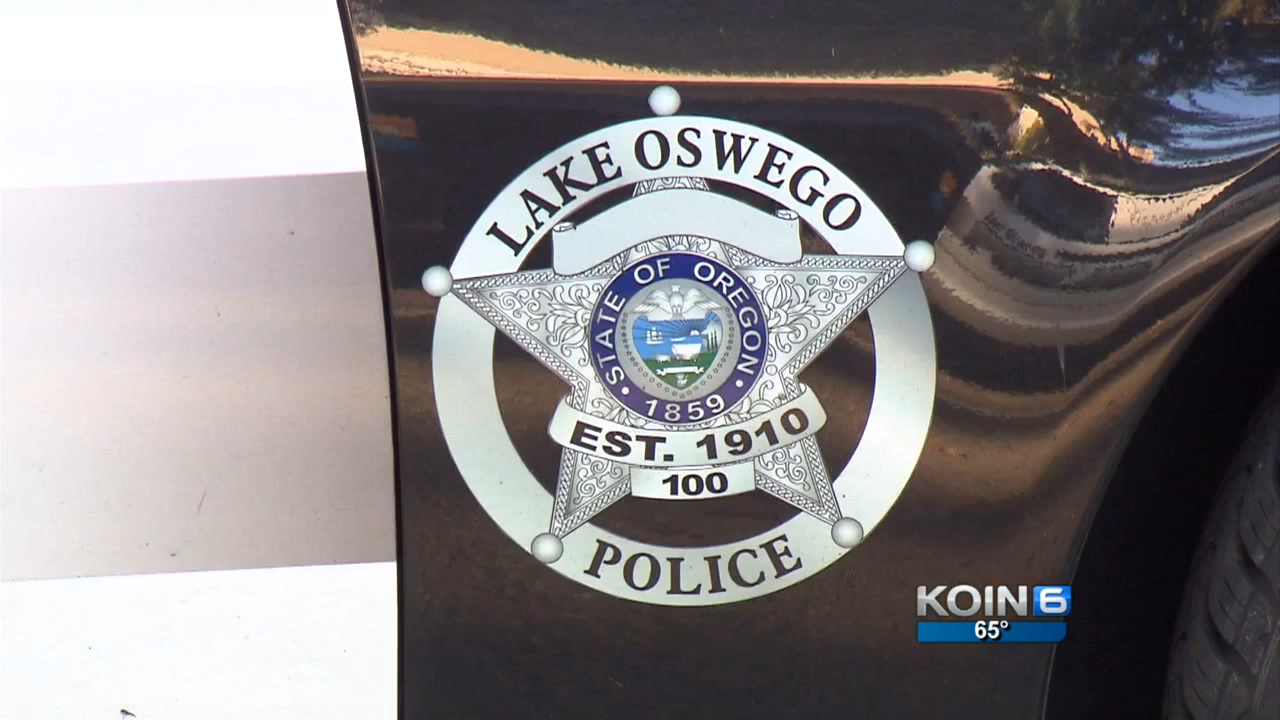 LAKE OSWEGO
STATE OF OREGON
1859
EST. 1910
100
POLICE
KOIN 6
65°